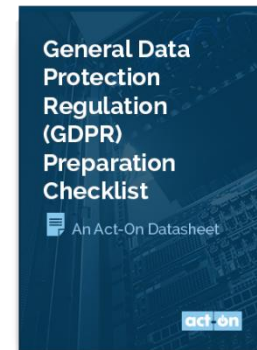 General Data
Protection
Regulation
(GDPR)
Preparation
Checklist
An Act-On Datasheet
act-on